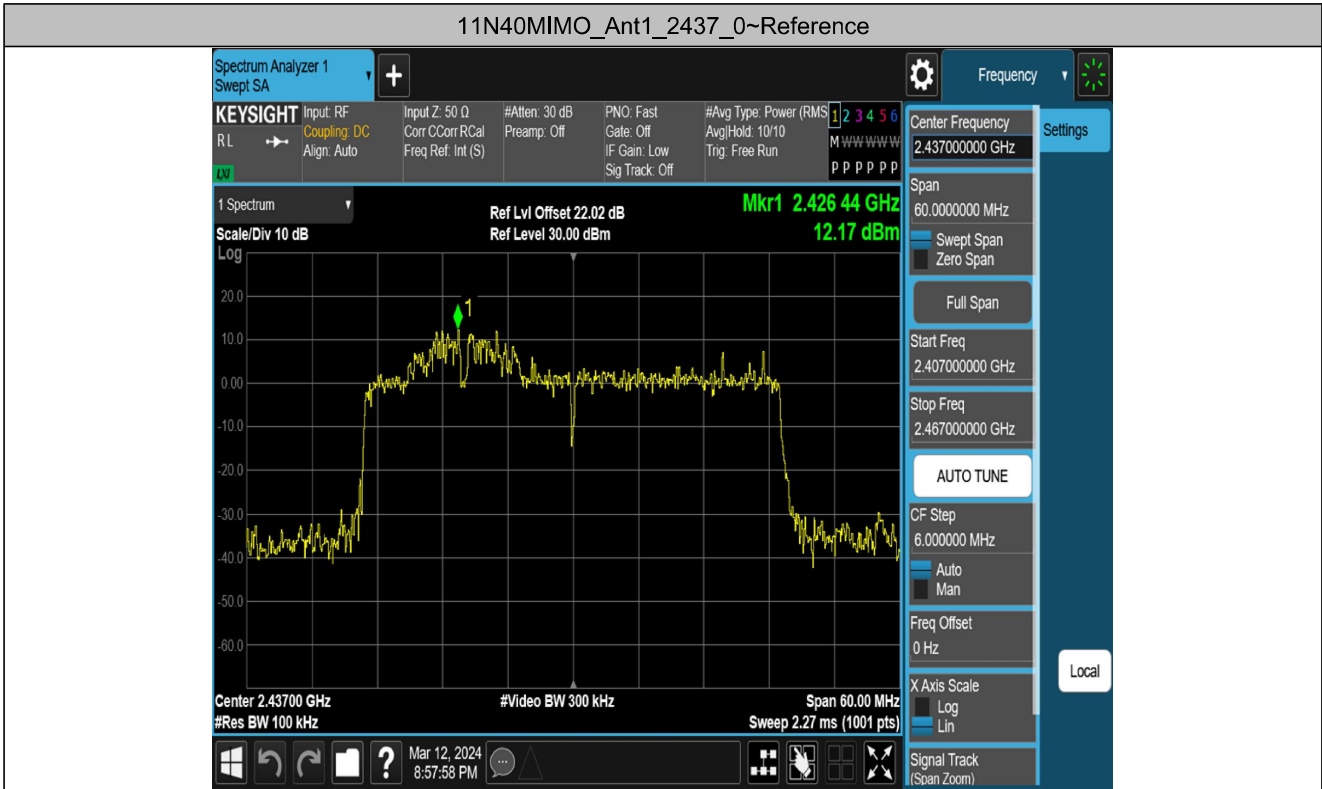 11N40MIMO_Ant1_2437_0~Reference
Spectrum Analyzer 1
Swept SA
+
Frequency
KEYSIGHT
RL
LXI
Input: RF
Coupling: DC
Align: Auto
Input Z: 50 Ω
Corr CCorr RCal
Freq Ref: Int (S)
#Atten: 30 dB
Preamp: Off
PNO: Fast
Gate: Off
IF Gain: Low
Sig Track: Off
#Avg Type: Power (RMS
Avg|Hold: 10/10
Trig: Free Run
1 2 3 4 5 6
M W W W W W
P P P P P P
1 Spectrum
Scale/Div 10 dB
Log
Ref Lvl Offset 22.02 dB
Ref Level 30.00 dBm
Mkr1 2.426 44 GHz
12.17 dBm
1
20.0
10.0
0.00
-10.0
-20.0
-30.0
-40.0
-50.0
-60.0
Center 2.43700 GHz
#Res BW 100 kHz
#Video BW 300 kHz
Span 60.00 MHz
Sweep 2.27 ms (1001 pts)
Center Frequency
2.437000000 GHz
Settings
Span
60.0000000 MHz
Swept Span
Zero Span
Full Span
Start Freq
2.407000000 GHz
Stop Freq
2.467000000 GHz
AUTO TUNE
CF Step
6.000000 MHz
Auto
Man
Freq Offset
0 Hz
Local
X Axis Scale
Log
Lin
Signal Track
(Span Zoom)
?
Mar 12, 2024
8:57:58 PM